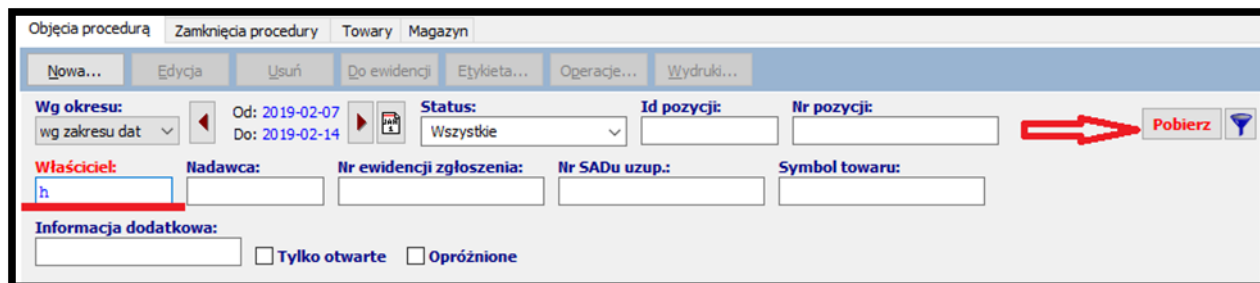 Objęcia procedurą Zamknięcia procedury Towary Magazyn
Nowa... Edycja Usuń Do ewidencji Etykieta... Operacje... Wydruki...
Wg okresu: Od: 2019-02-07 Status: Id pozycji: Nr pozycji:
wg zakresu dat Do: 2019-02-14 JAN 1 Wszystkie Pobierz
Właściciel: Nadawca: Nr ewidencji zgłoszenia: Nr SADu uzup.: Symbol towaru:
h
Informacja dodatkowa:
Tylko otwarte Opróżnione